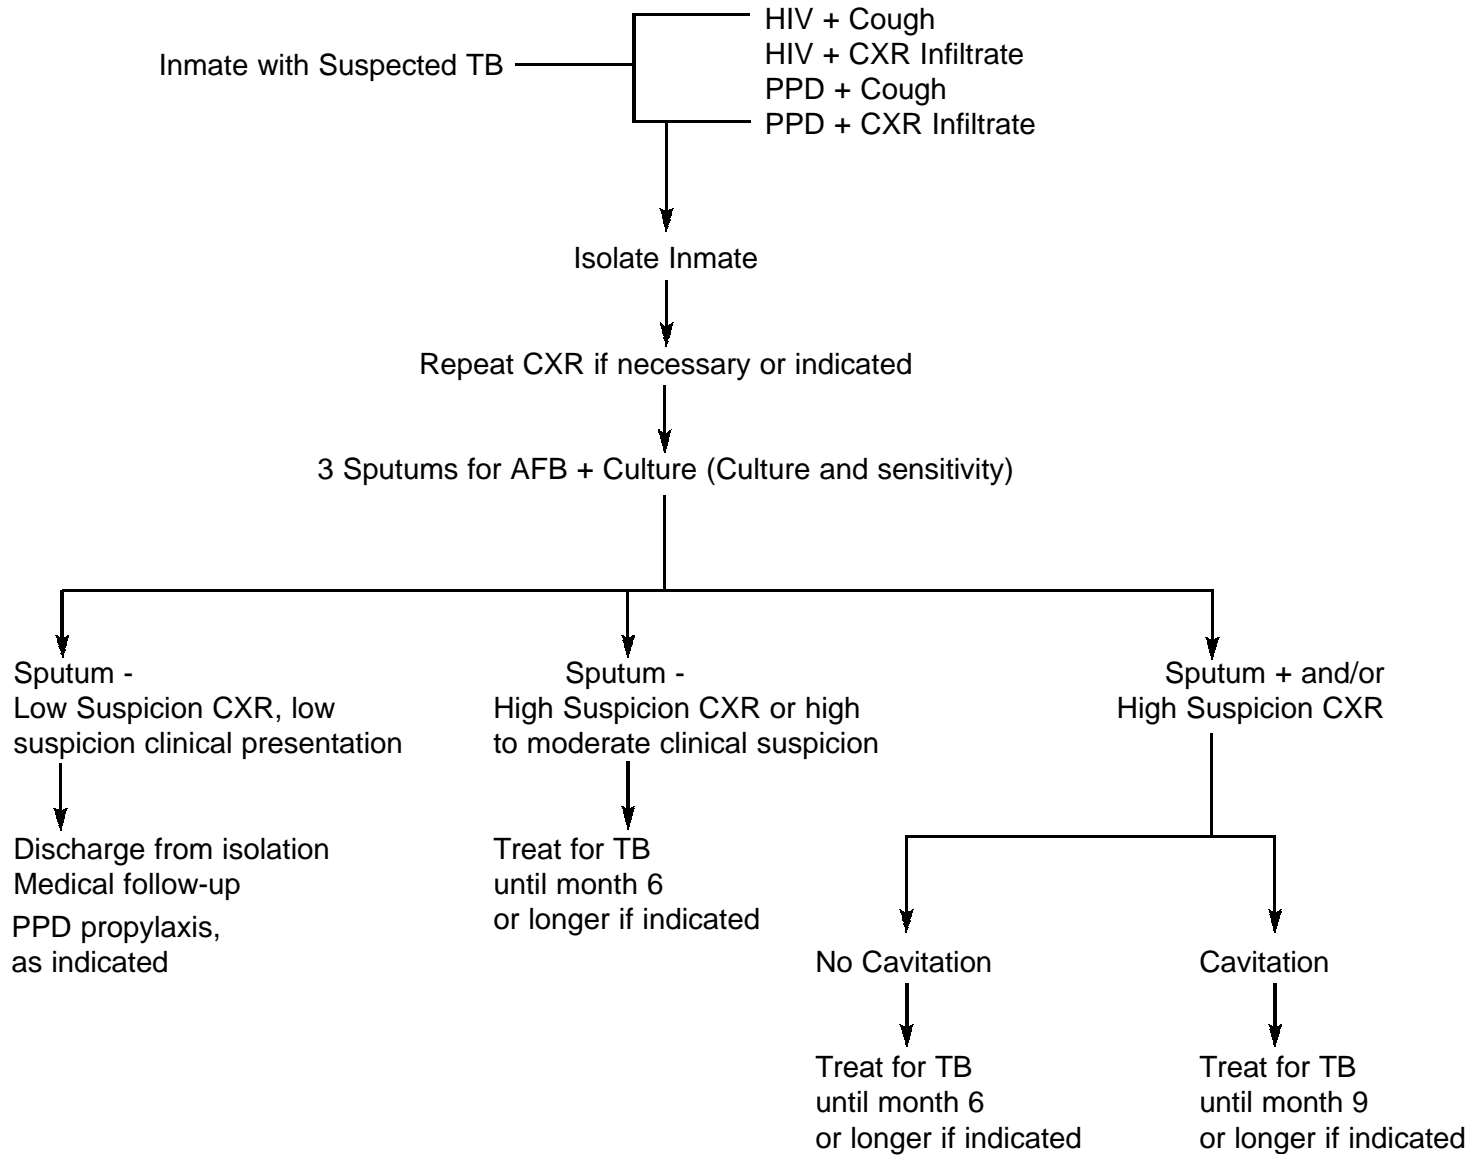 Inmate with Suspected TB
HIV + Cough
HIV + CXR Infiltrate
PPD + Cough
PPD + CXR Infiltrate
Isolate Inmate
Repeat CXR if necessary or indicated
3 Sputums for AFB + Culture (Culture and sensitivity)
Sputum -
Low Suspicion CXR, low
suspicion clinical presentation
Discharge from isolation
Medical follow-up
PPD propylaxis,
as indicated
Sputum -
High Suspicion CXR or high
to moderate clinical suspicion
Treat for TB
until month 6
or longer if indicated
Sputum + and/or
High Suspicion CXR
No Cavitation
Treat for TB
until month 6
or longer if indicated
Cavitation
Treat for TB
until month 9
or longer if indicated